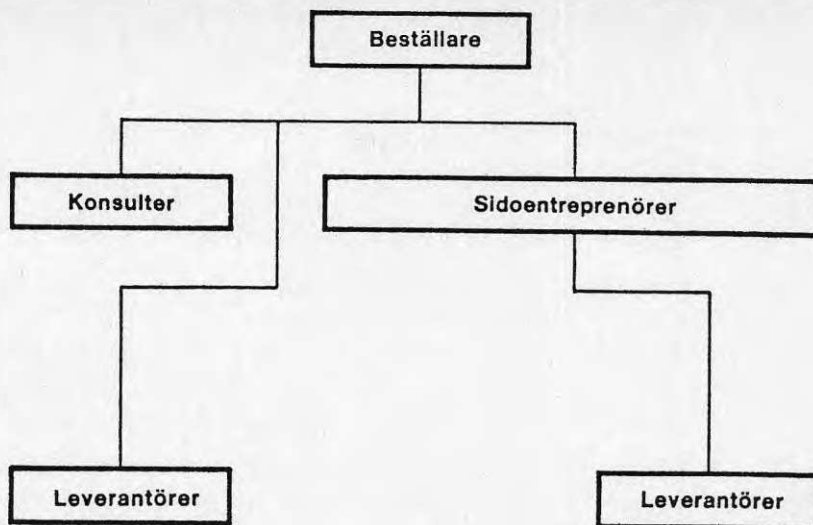 Beställare
Konsulter
Sidoentreprenörer
Leverantörer
Leverantörer